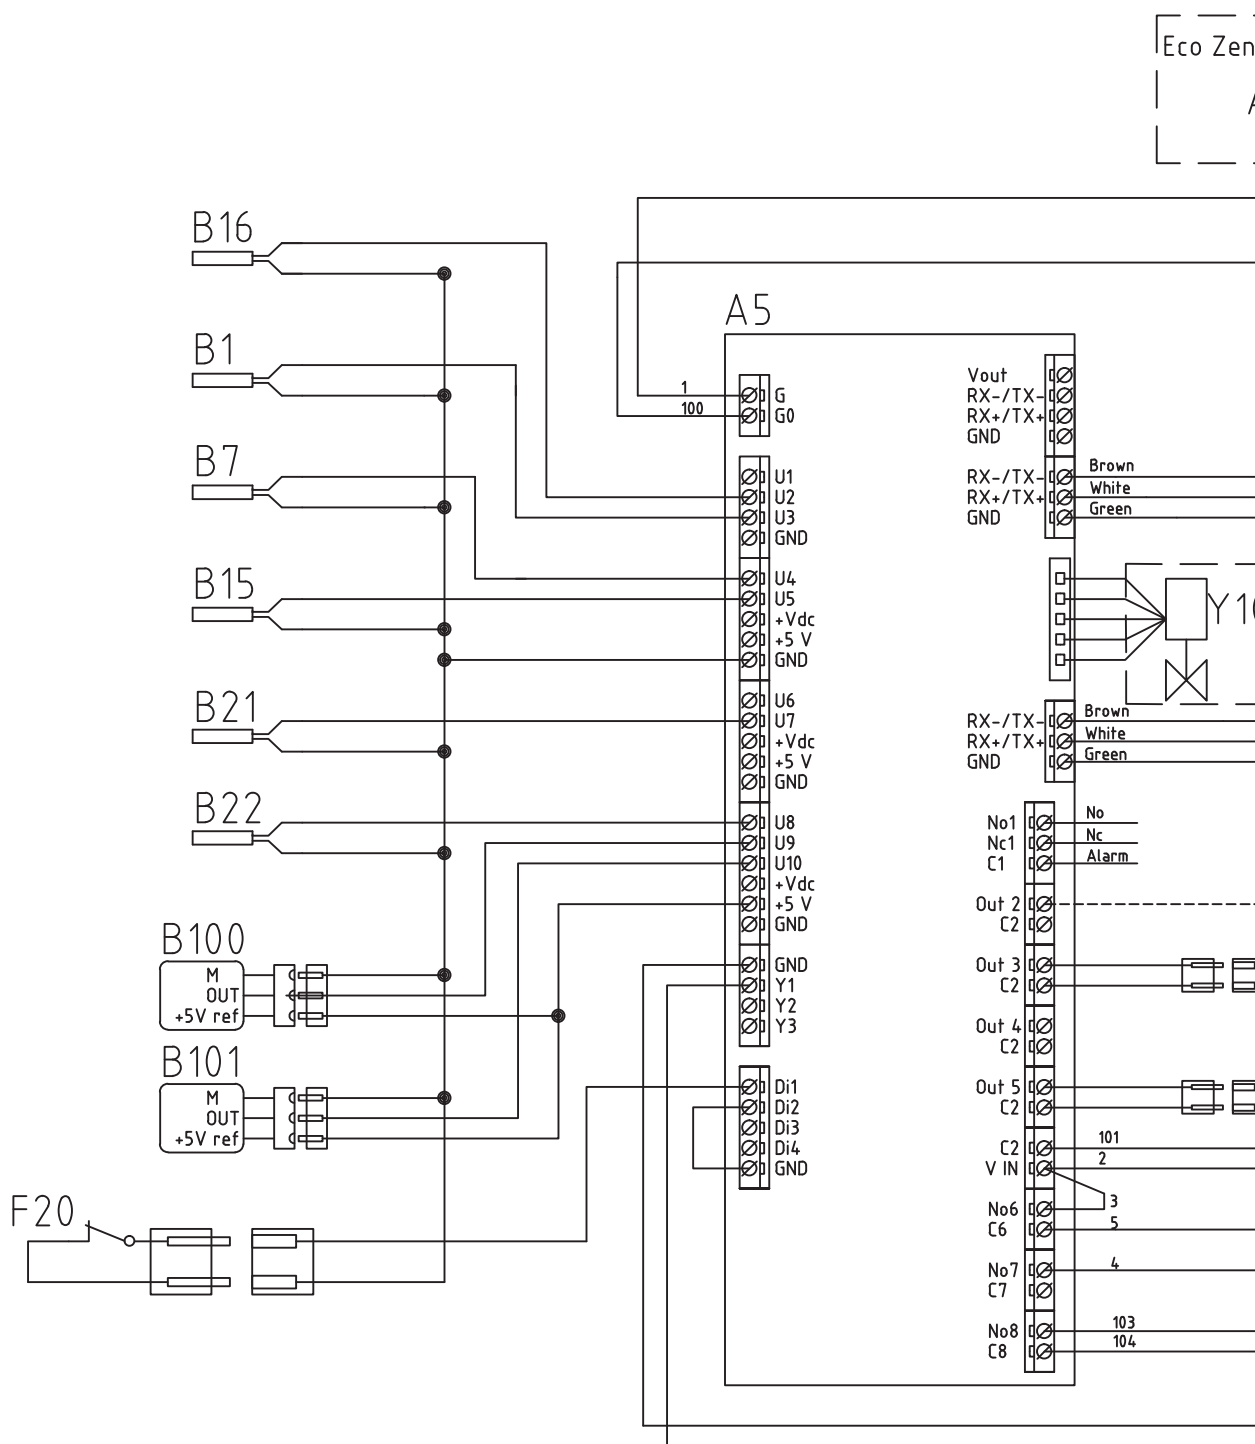 Eco Zen
A
B16
A5
B1
Vout
1
G
RX-/TX-
100
G0
RX+/TX+
GND
B7
Brown
U1
RX-/TX-
White
U2
RX+/TX+
Green
U3
GND
GND
B15
U4
U5
Y10
+Vdc
+5 V
GND
B21
U6
Brown
U7
RX-/TX-
White
+Vdc
RX+/TX+
Green
+5 V
GND
GND
B22
No
U8
No1
Nc
U9
Nc1
Alarm
U10
C1
+Vdc
+5 V
Out 2
GND
C2
B100
M
GND
Out 3
OUT
Y1
C2
+5V ref
Y2
Y3
Out 4
C2
B101
M
Di1
Out 5
OUT
Di2
C2
+5V ref
Di3
101
Di4
C2
2
GND
V IN
F20
3
No6
5
C6
4
No7
C7
103
No8
104
C8